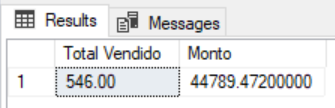 Results Messages
Total Vendido Monto
1 546.00 44789.47200000